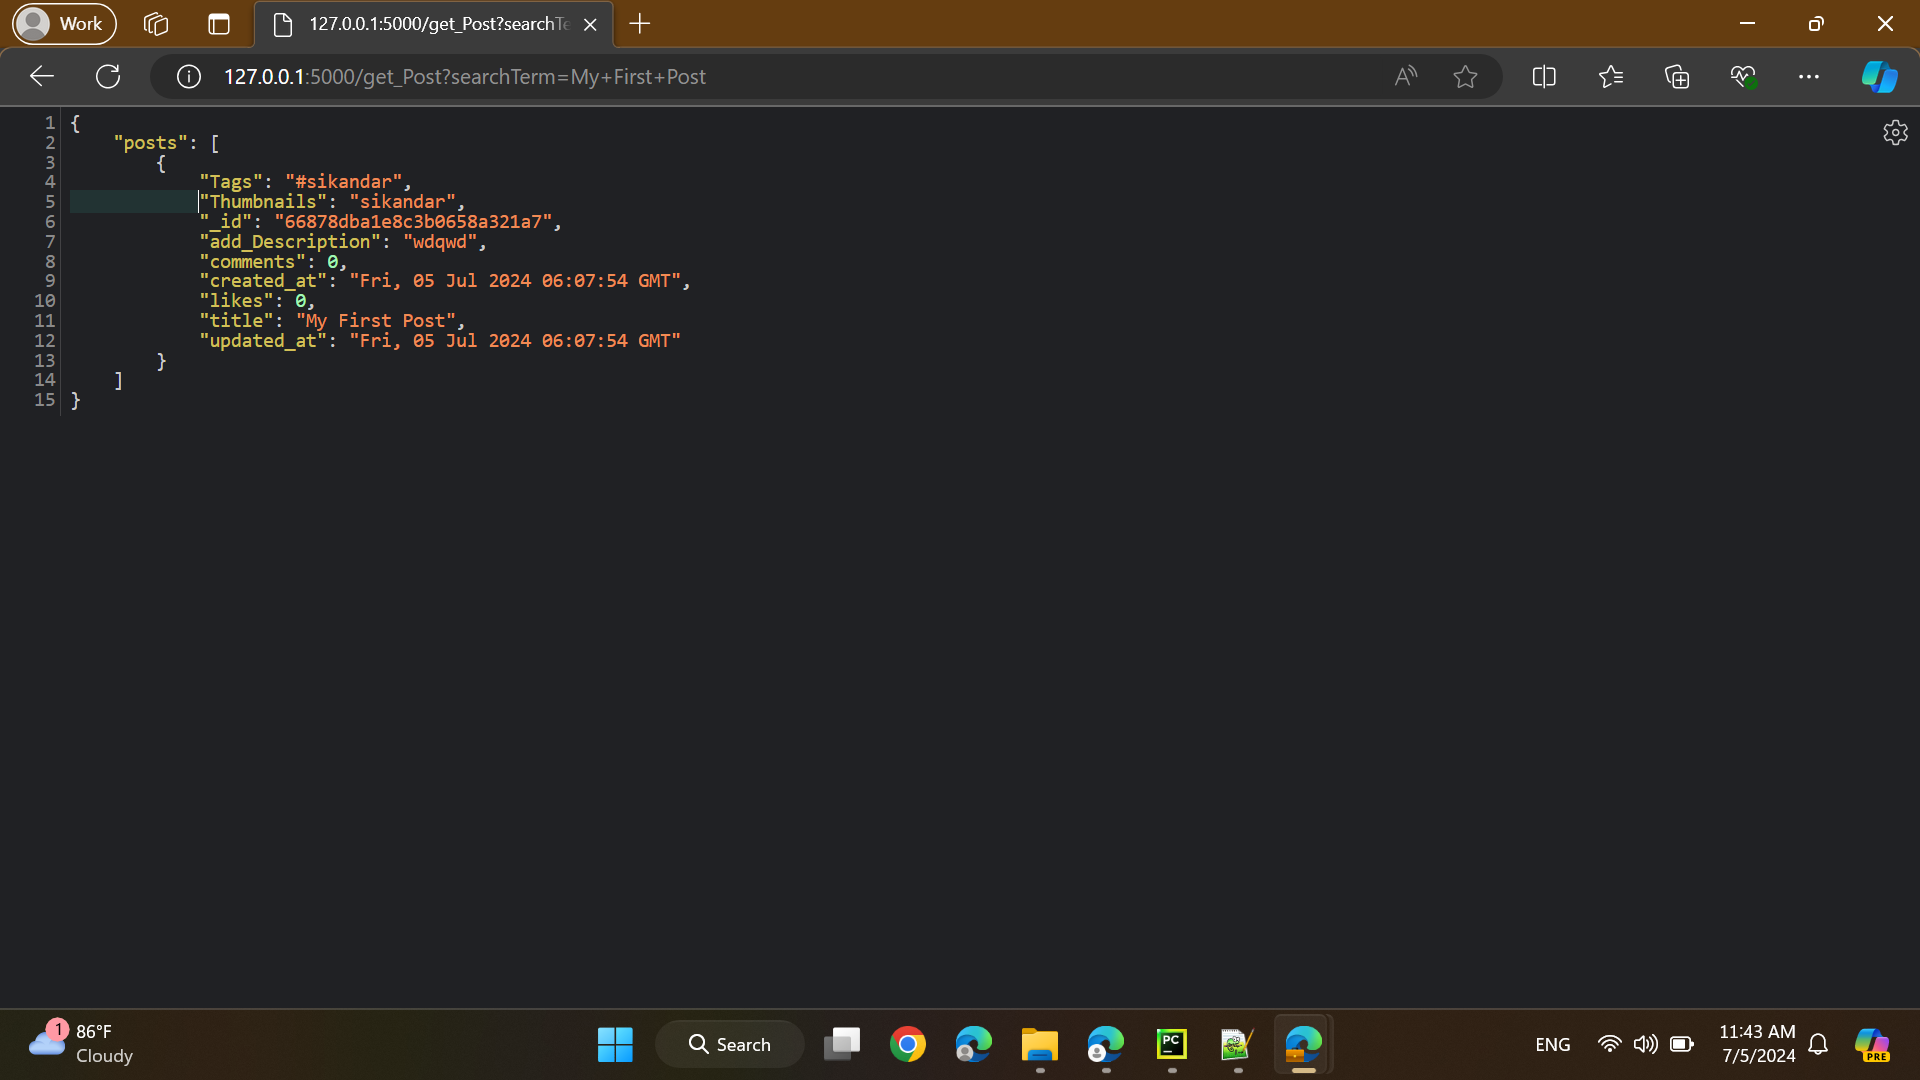 Work
127.0.0.1:5000/get_Post?searchTe
127.0.0.1:5000/get_Post?searchTerm=My+First+Post
1 {
2 "posts": [
3 {
4 "Tags": "#sikandar",
5 "Thumbnails": "sikandar",
6 "_id": "66878dba1e8c3b0658a321a7",
7 "add_Description": "wdqwd",
8 "comments": 0,
9 "created_at": "Fri, 05 Jul 2024 06:07:54 GMT",
10 "likes": 0,
11 "title": "My First Post",
12 "updated_at": "Fri, 05 Jul 2024 06:07:54 GMT"
13 }
14 ]
15 }
1
86°F
Cloudy
Search
PC
ENG
11:43 AM
7/5/2024
PRE